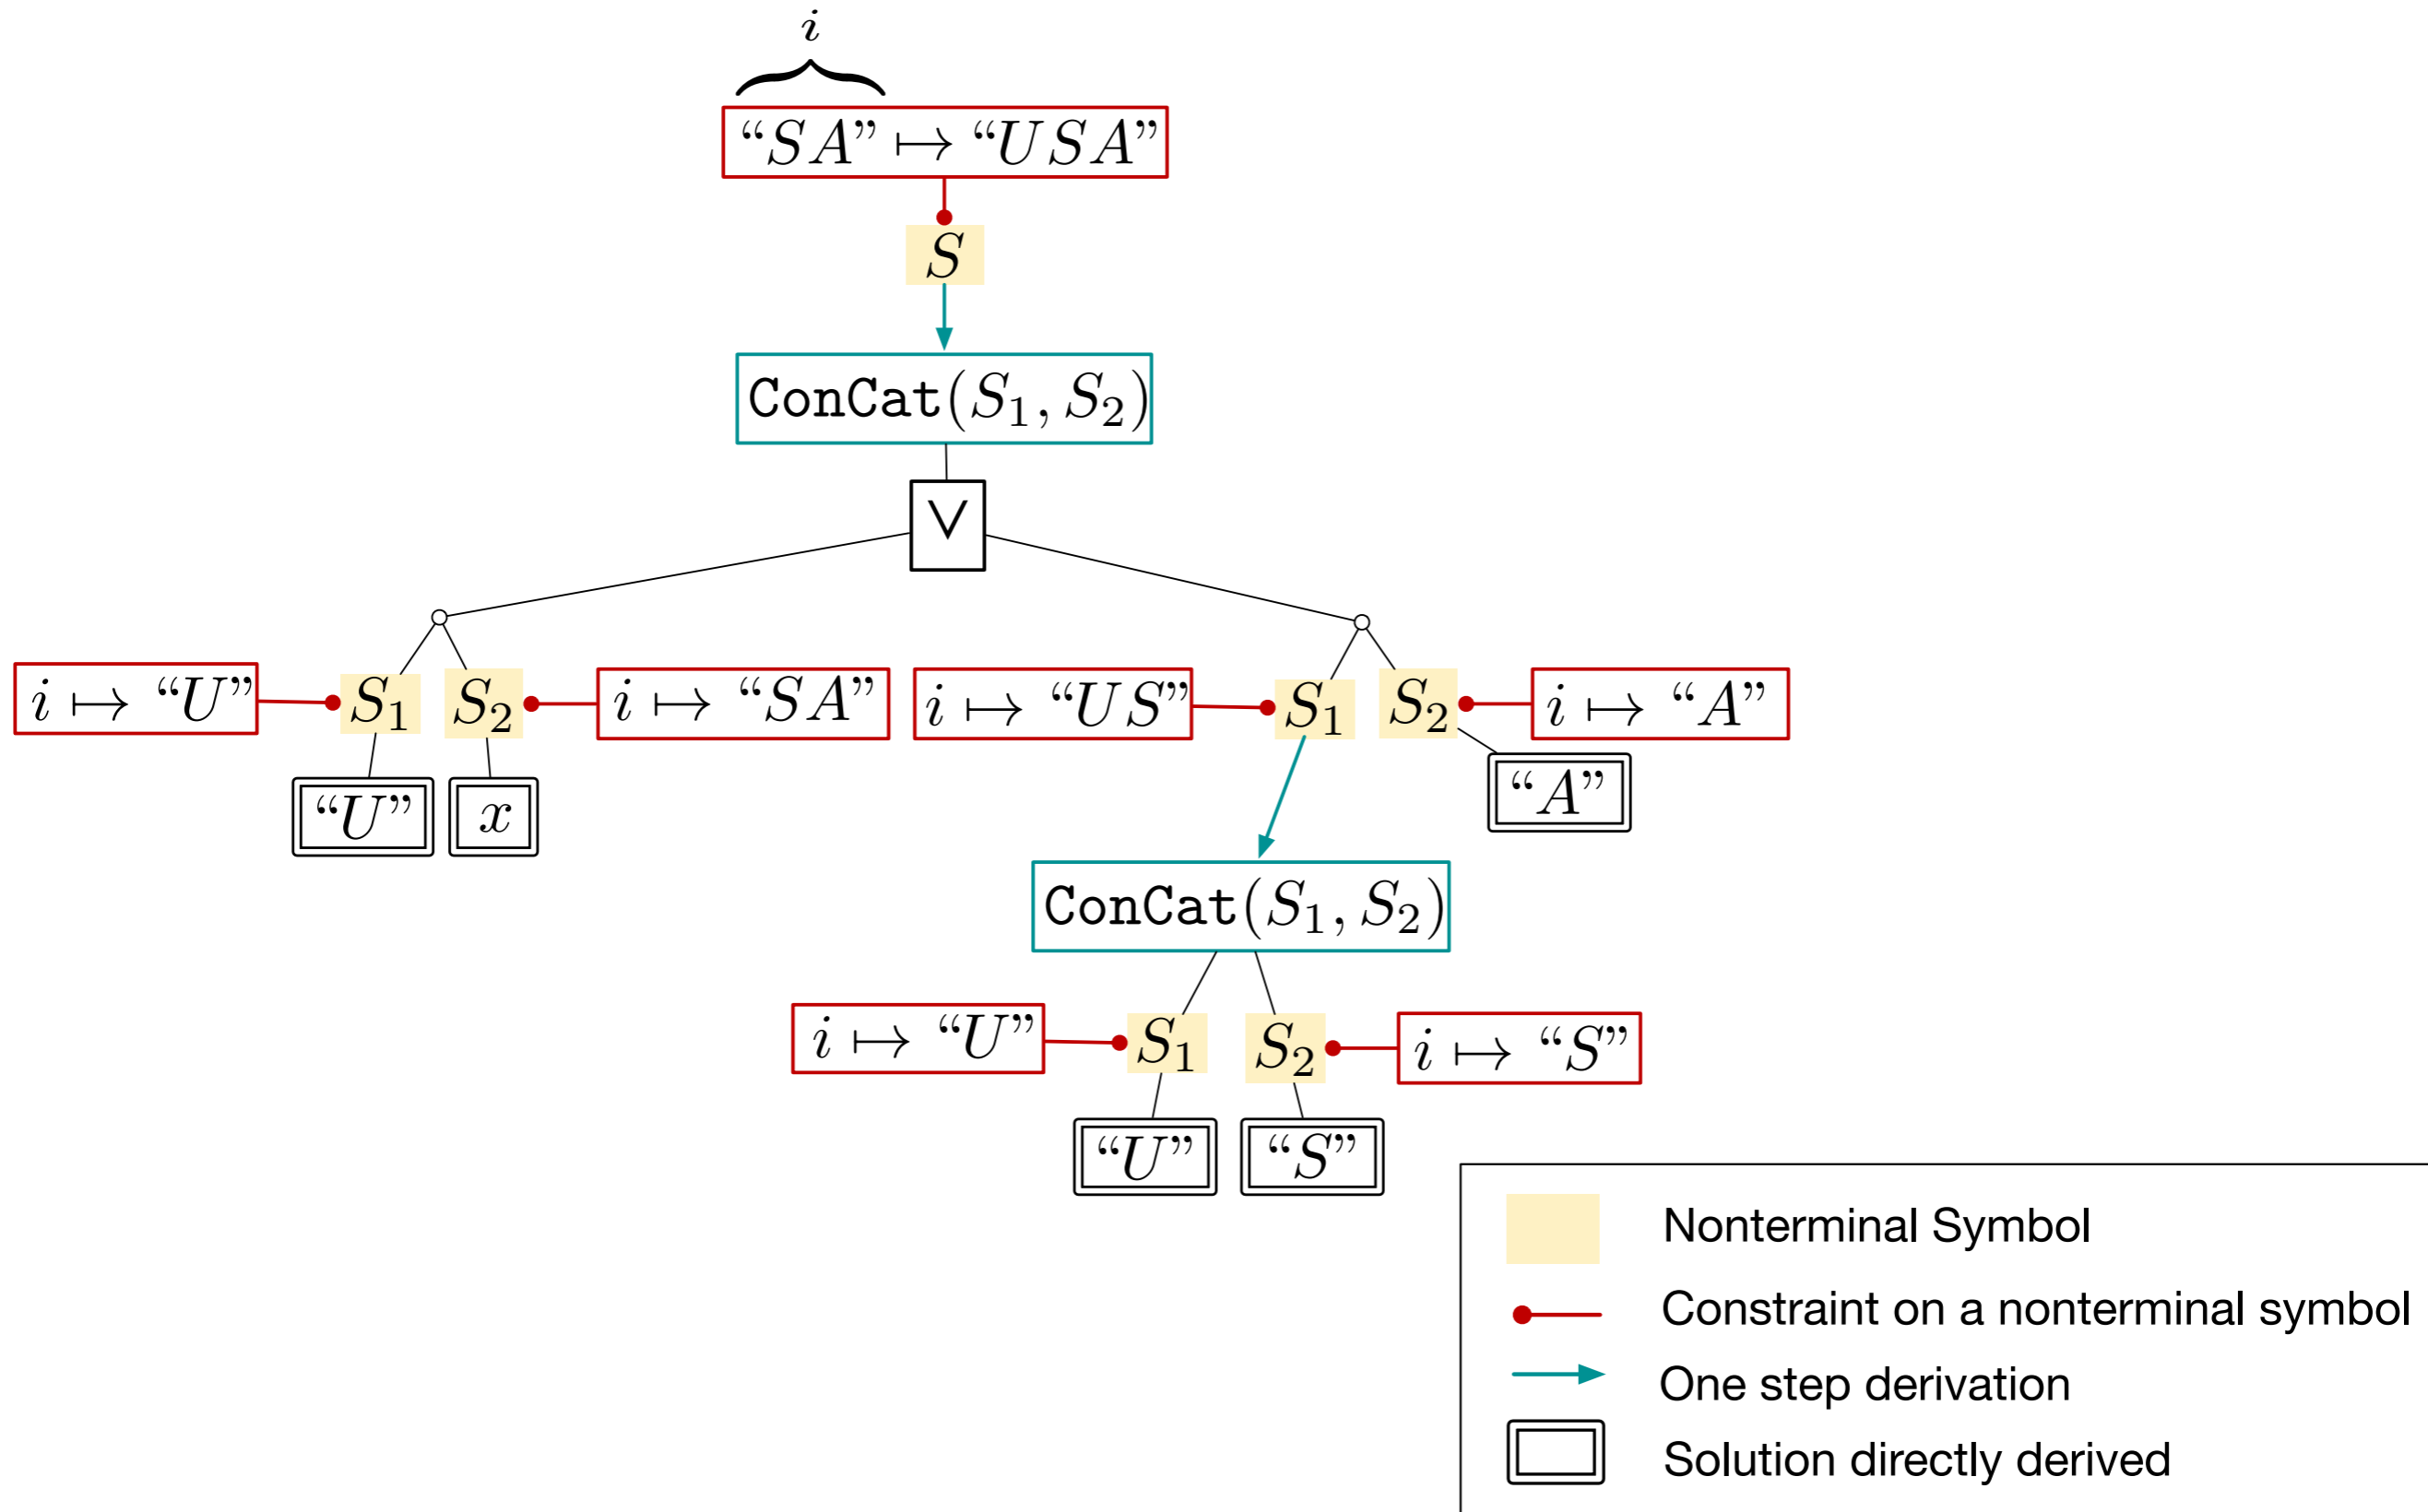 i
“SA” ↦ “USA”
S
ConCat(S₁, S₂)
∨
i ↦ “U”
S₁
S₂
i ↦ “SA”
i ↦ “US”
S₁
S₂
i ↦ “A”
“U”
x
“A”
ConCat(S₁, S₂)
i ↦ “U”
S₁
S₂
i ↦ “S”
“U”
“S”
Nonterminal Symbol
Constraint on a nonterminal symbol
One step derivation
Solution directly derived